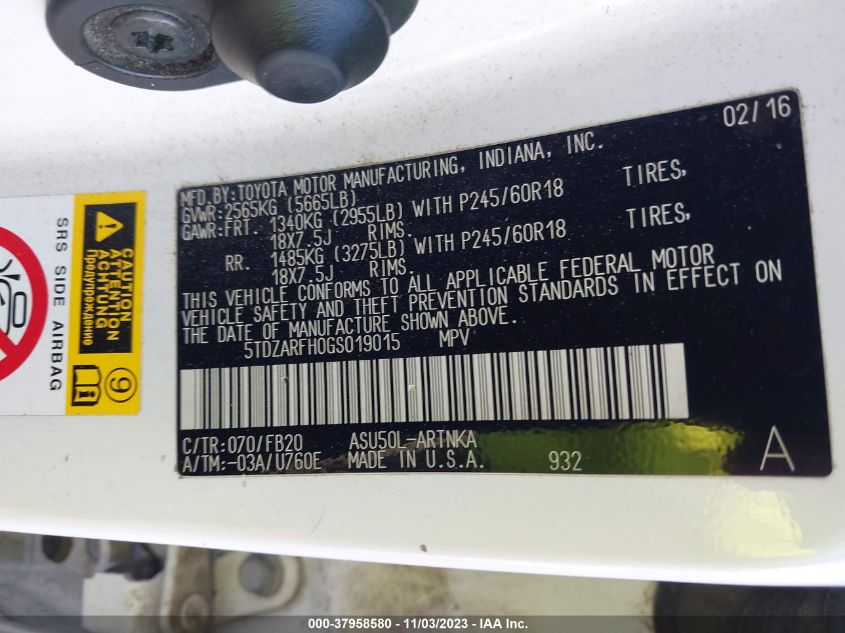 02/16
MFD.BY:TOYOTA MOTOR MANUFACTURING, INDIANA, INC.
GVWR:2565KG (5665LB)
GAWR:FRT. 1340KG (2955LB) WITH P245/60R18 TIRES,
18X7.5J RIMS.
RR. 1485KG (3275LB) WITH P245/60R18 TIRES,
18X7.5J RIMS.
THIS VEHICLE CONFORMS TO ALL APPLICABLE FEDERAL MOTOR
VEHICLE SAFETY AND THEFT PREVENTION STANDARDS IN EFFECT ON
THE DATE OF MANUFACTURE SHOWN ABOVE.
5TDZARFH0GS019015 MPV
C/TR:070/FB20 ASU50L-ARTNKA
A/TM:-03A/U760E MADE IN U.S.A. 932 A
SRS SIDE AIRBAG
CAUTION
ATTENTION
ACHTUNG
Предупреждение
9
000-37958580 - 11/03/2023 - IAA Inc.